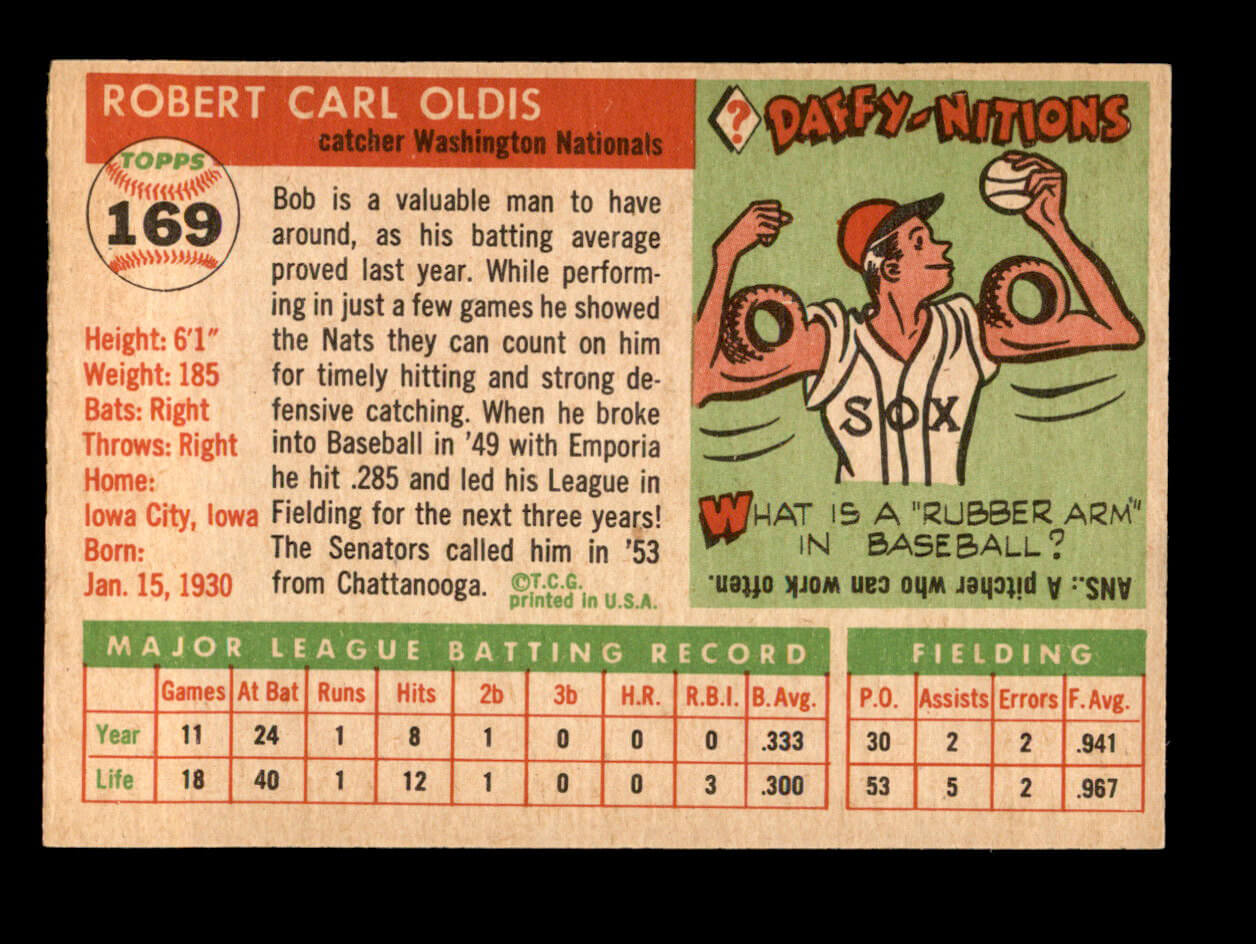 ROBERT CARL OLDIS
catcher Washington Nationals
TOPPS
169
Height: 6'1"
Weight: 185
Bats: Right
Throws: Right
Home:
Iowa City, Iowa
Born:
Jan. 15, 1930
Bob is a valuable man to have
around, as his batting average
proved last year. While perform-
ing in just a few games he showed
the Nats they can count on him
for timely hitting and strong de-
fensive catching. When he broke
into Baseball in '49 with Emporia
he hit .285 and led his League in
Fielding for the next three years!
The Senators called him in '53
from Chattanooga.
©T.C.G.
printed in U.S.A.
? DAFFY-NITIONS
SOX
WHAT IS A "RUBBER ARM"
IN BASEBALL?
ANS.: A pitcher who can work often.
MAJOR LEAGUE BATTING RECORD
Games At Bat Runs Hits 2b 3b H.R. R.B.I. B. Avg.
Year 11 24 1 8 1 0 0 0 .333
Life 18 40 1 12 1 0 0 3 .300
FIELDING
P.O. Assists Errors F. Avg.
30 2 2 .941
53 5 2 .967